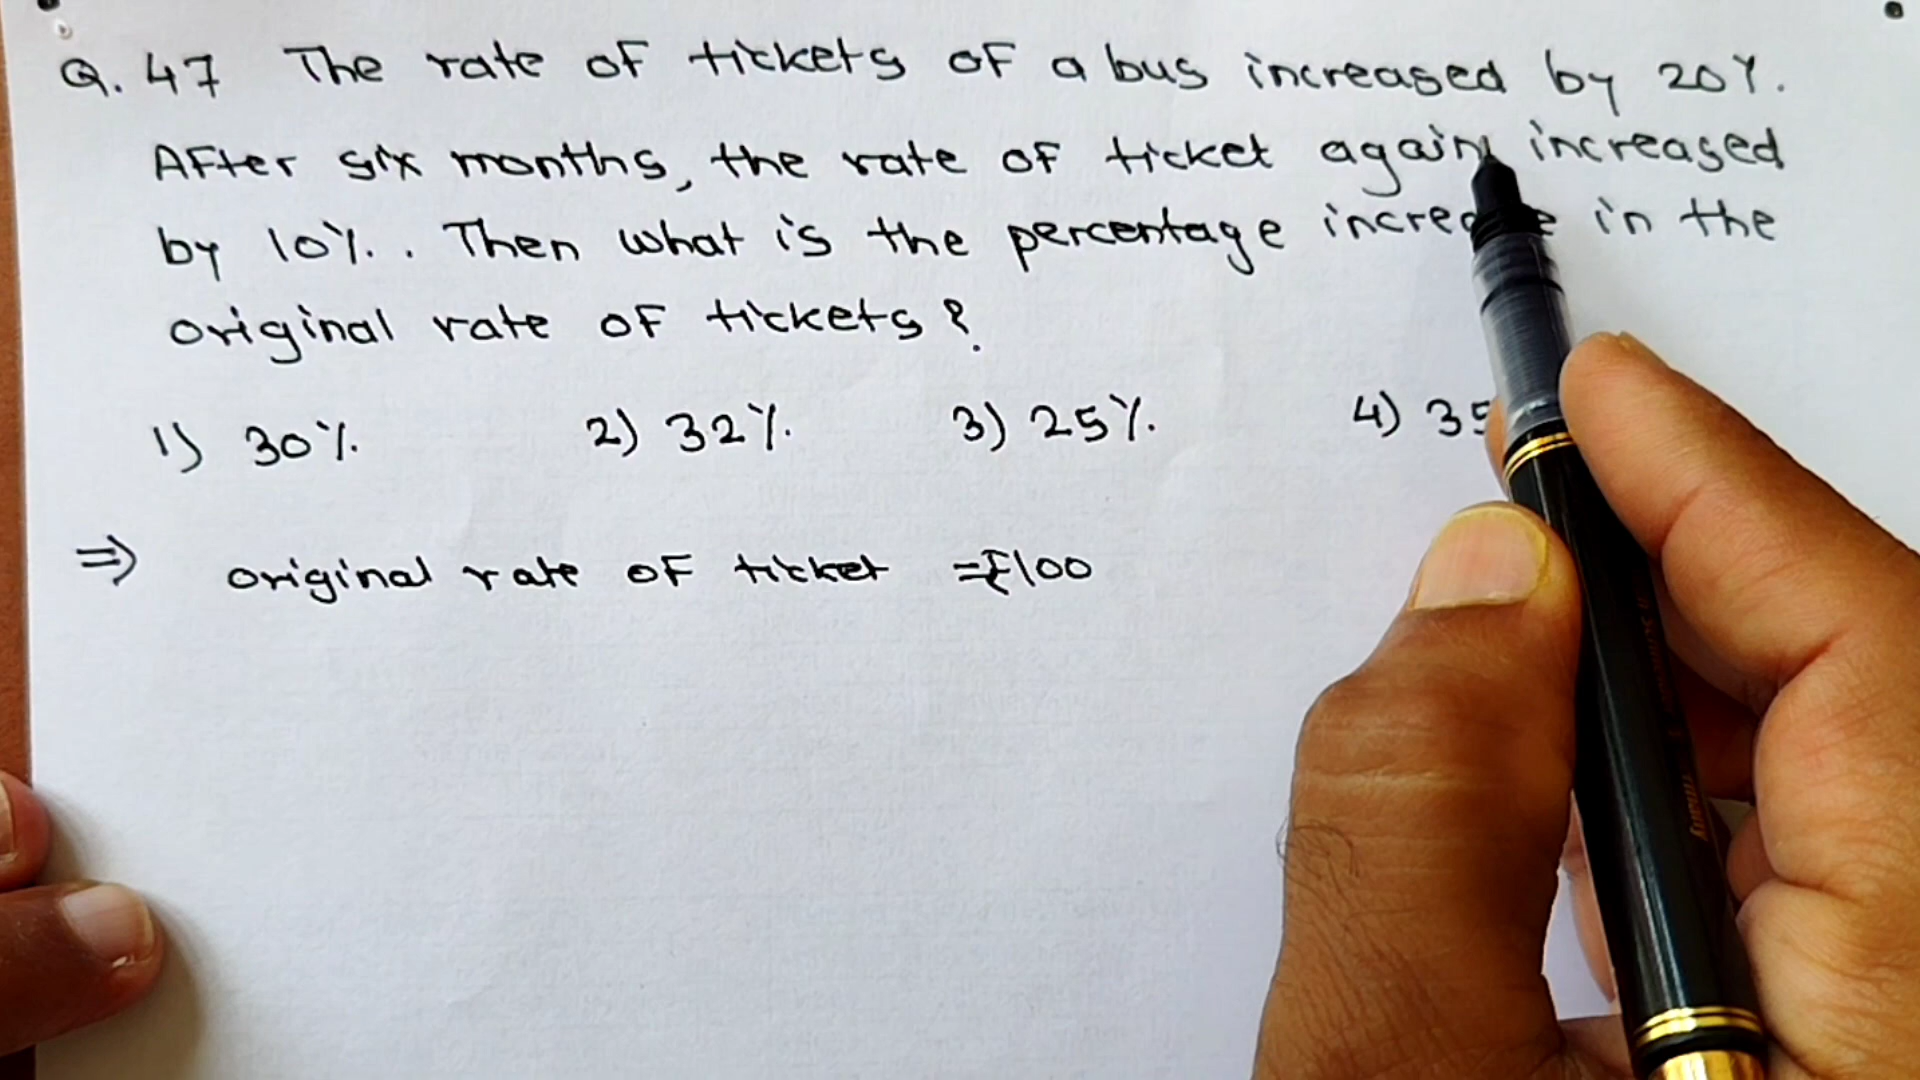 Q. 47 The rate of tickets of a bus increased by 20%.
After six months, the rate of ticket again increased
by 10%. . Then what is the percentage in the
original rate of tickets?
1) 30% 2) 32% 3) 25% 4) 35
⇒ original rate of ticket = ₹100